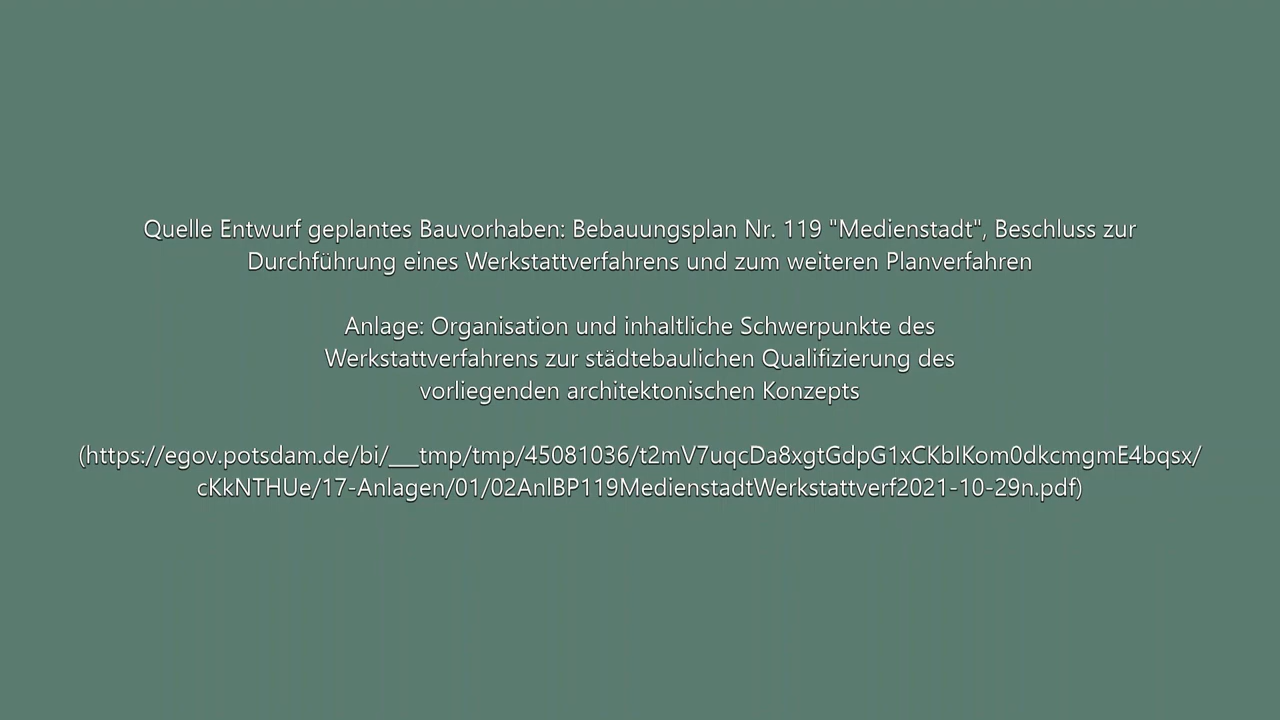 Quelle Entwurf geplantes Bauvorhaben: Bebauungsplan Nr. 119 "Medienstadt", Beschluss zur
Durchführung eines Werkstattverfahrens und zum weiteren Planverfahren
Anlage: Organisation und inhaltliche Schwerpunkte des
Werkstattverfahrens zur städtebaulichen Qualifizierung des
vorliegenden architektonischen Konzepts
(https://egov.potsdam.de/bi/___tmp/tmp/45081036/t2mV7uqcDa8xgtGdpG1xCKblKom0dkcmgmE4bqsx/
cKkNTHUe/17-Anlagen/01/02AnlBP119MedienstadtWerkstattverf2021-10-29n.pdf)